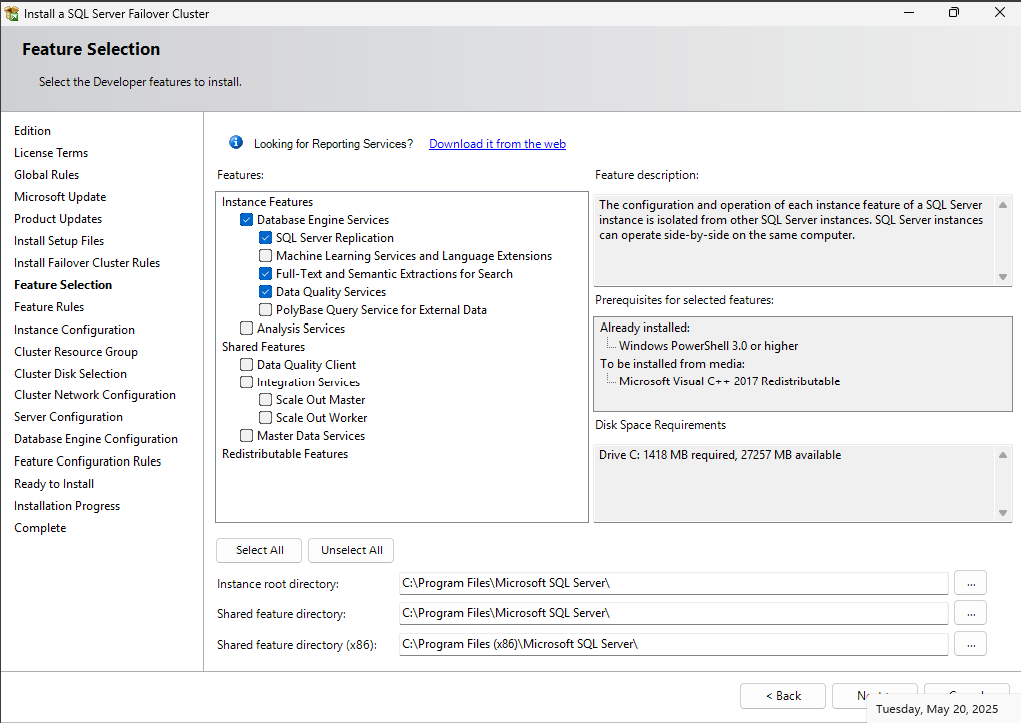 Install a SQL Server Failover Cluster
Feature Selection
Select the Developer features to install.
Edition
License Terms
Global Rules
Microsoft Update
Product Updates
Install Setup Files
Install Failover Cluster Rules
Feature Selection
Feature Rules
Instance Configuration
Cluster Resource Group
Cluster Disk Selection
Cluster Network Configuration
Server Configuration
Database Engine Configuration
Feature Configuration Rules
Ready to Install
Installation Progress
Complete
Looking for Reporting Services? Download it from the web
Features:
Instance Features
Database Engine Services
SQL Server Replication
Machine Learning Services and Language Extensions
Full-Text and Semantic Extractions for Search
Data Quality Services
PolyBase Query Service for External Data
Analysis Services
Shared Features
Data Quality Client
Integration Services
Scale Out Master
Scale Out Worker
Master Data Services
Redistributable Features
Feature description:
The configuration and operation of each instance feature of a SQL Server
instance is isolated from other SQL Server instances. SQL Server instances
can operate side-by-side on the same computer.
Prerequisites for selected features:
Already installed:
Windows PowerShell 3.0 or higher
To be installed from media:
Microsoft Visual C++ 2017 Redistributable
Disk Space Requirements
Drive C: 1418 MB required, 27257 MB available
Select All
Unselect All
Instance root directory:
C:\Program Files\Microsoft SQL Server\
...
Shared feature directory:
C:\Program Files\Microsoft SQL Server\
...
Shared feature directory (x86):
C:\Program Files (x86)\Microsoft SQL Server\
...
< Back
Tuesday, May 20, 2025